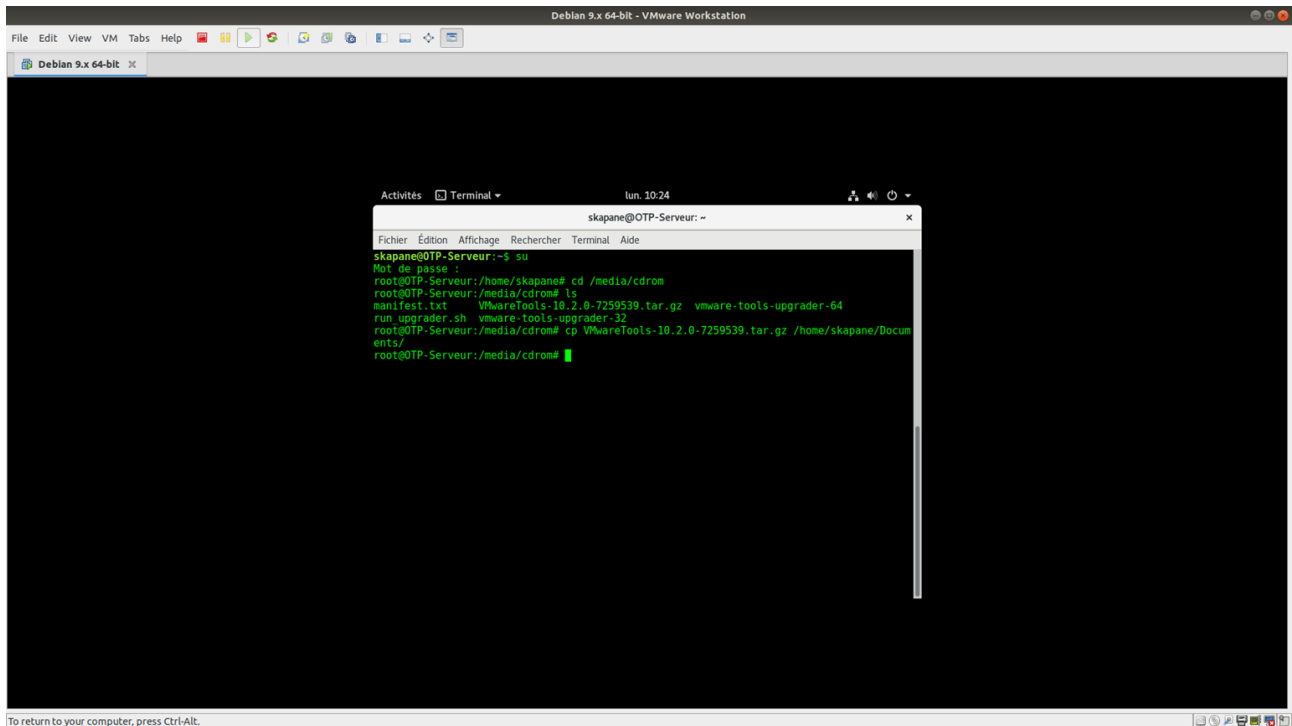 Debian 9.x 64-bit - VMware Workstation
File Edit View VM Tabs Help
Debian 9.x 64-bit
Activités Terminal lun. 10:24
skapane@OTP-Serveur: ~
Fichier Édition Affichage Rechercher Terminal Aide
skapane@OTP-Serveur:~$ su
Mot de passe :
root@OTP-Serveur:/home/skapane# cd /media/cdrom
root@OTP-Serveur:/media/cdrom# ls
manifest.txt VMwareTools-10.2.0-7259539.tar.gz vmware-tools-upgrader-64
run_upgrader.sh vmware-tools-upgrader-32
root@OTP-Serveur:/media/cdrom# cp VMwareTools-10.2.0-7259539.tar.gz /home/skapane/Docum
ents/
root@OTP-Serveur:/media/cdrom#
To return to your computer, press Ctrl-Alt.